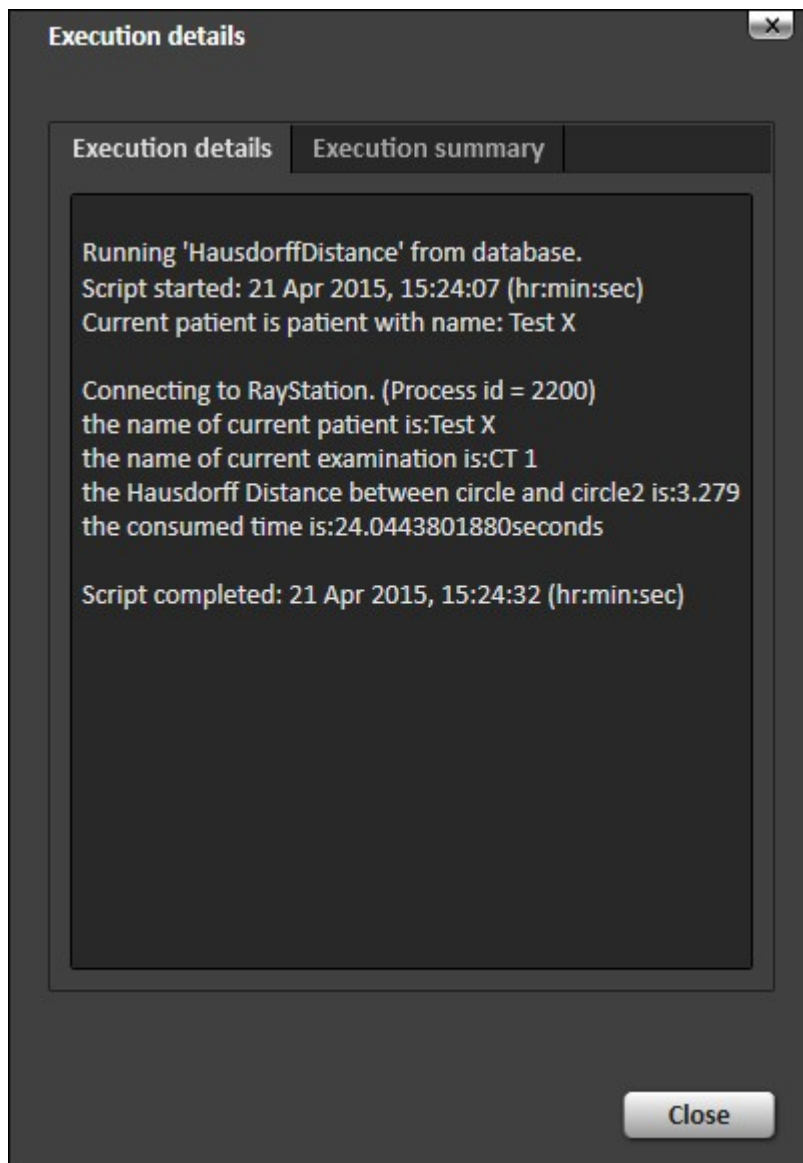 Execution details
X
Execution details Execution summary
Running 'HausdorffDistance' from database.
Script started: 21 Apr 2015, 15:24:07 (hr:min:sec)
Current patient is patient with name: Test X
Connecting to RayStation. (Process id = 2200)
the name of current patient is:Test X
the name of current examination is:CT 1
the Hausdorff Distance between circle and circle2 is:3.279
the consumed time is:24.0443801880seconds
Script completed: 21 Apr 2015, 15:24:32 (hr:min:sec)
Close